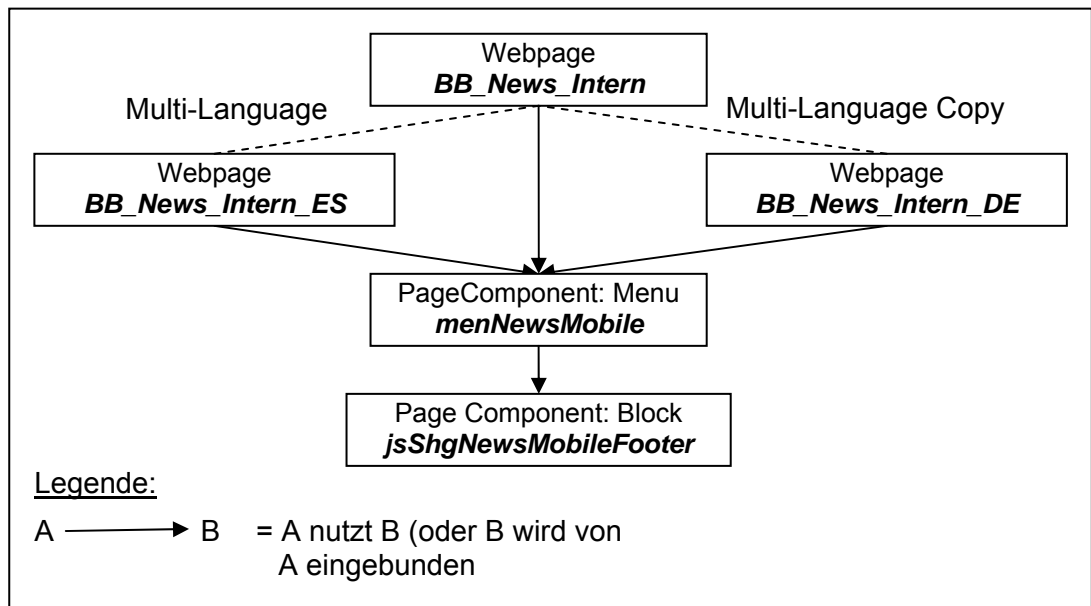 Webpage
BB_News_Intern
Multi-Language
Multi-Language Copy
Webpage
BB_News_Intern_ES
Webpage
BB_News_Intern_DE
PageComponent: Menu
menNewsMobile
Page Component: Block
jsShgNewsMobileFooter
Legende:
A B = A nutzt B (oder B wird von
A eingebunden